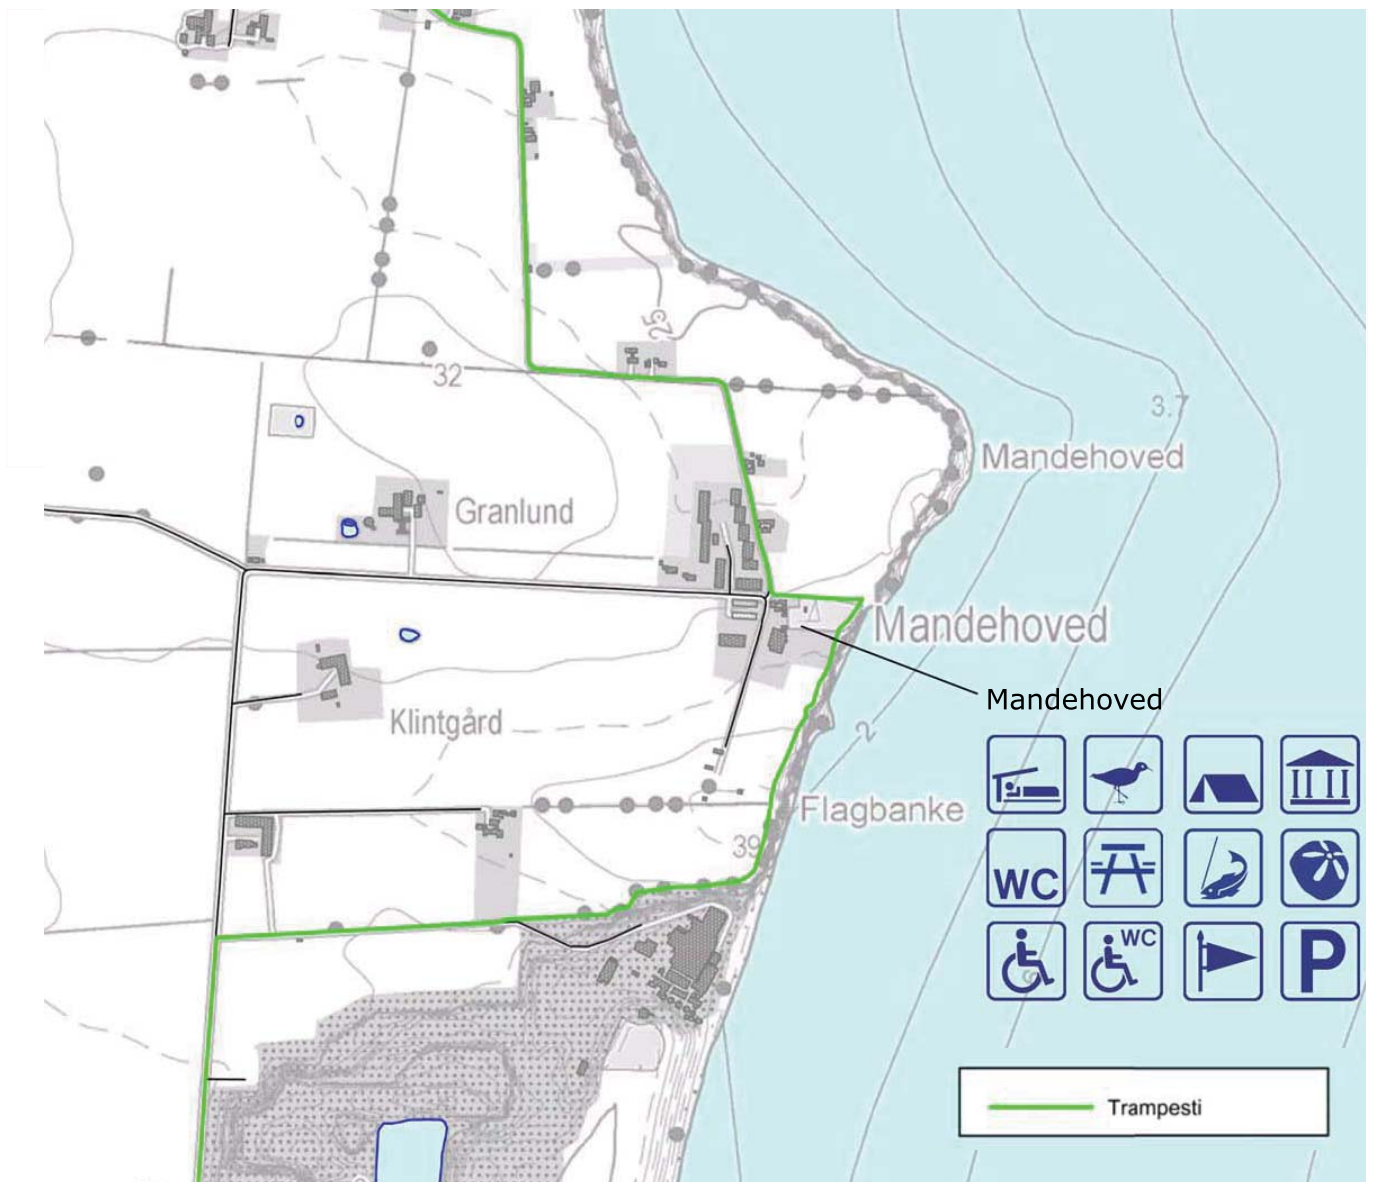 25
32
3.7
Mandehoved
Granlund
Mandehoved
Mandehoved
Klintgård
2
Flagbanke
39
WC
WC
P
Trampesti